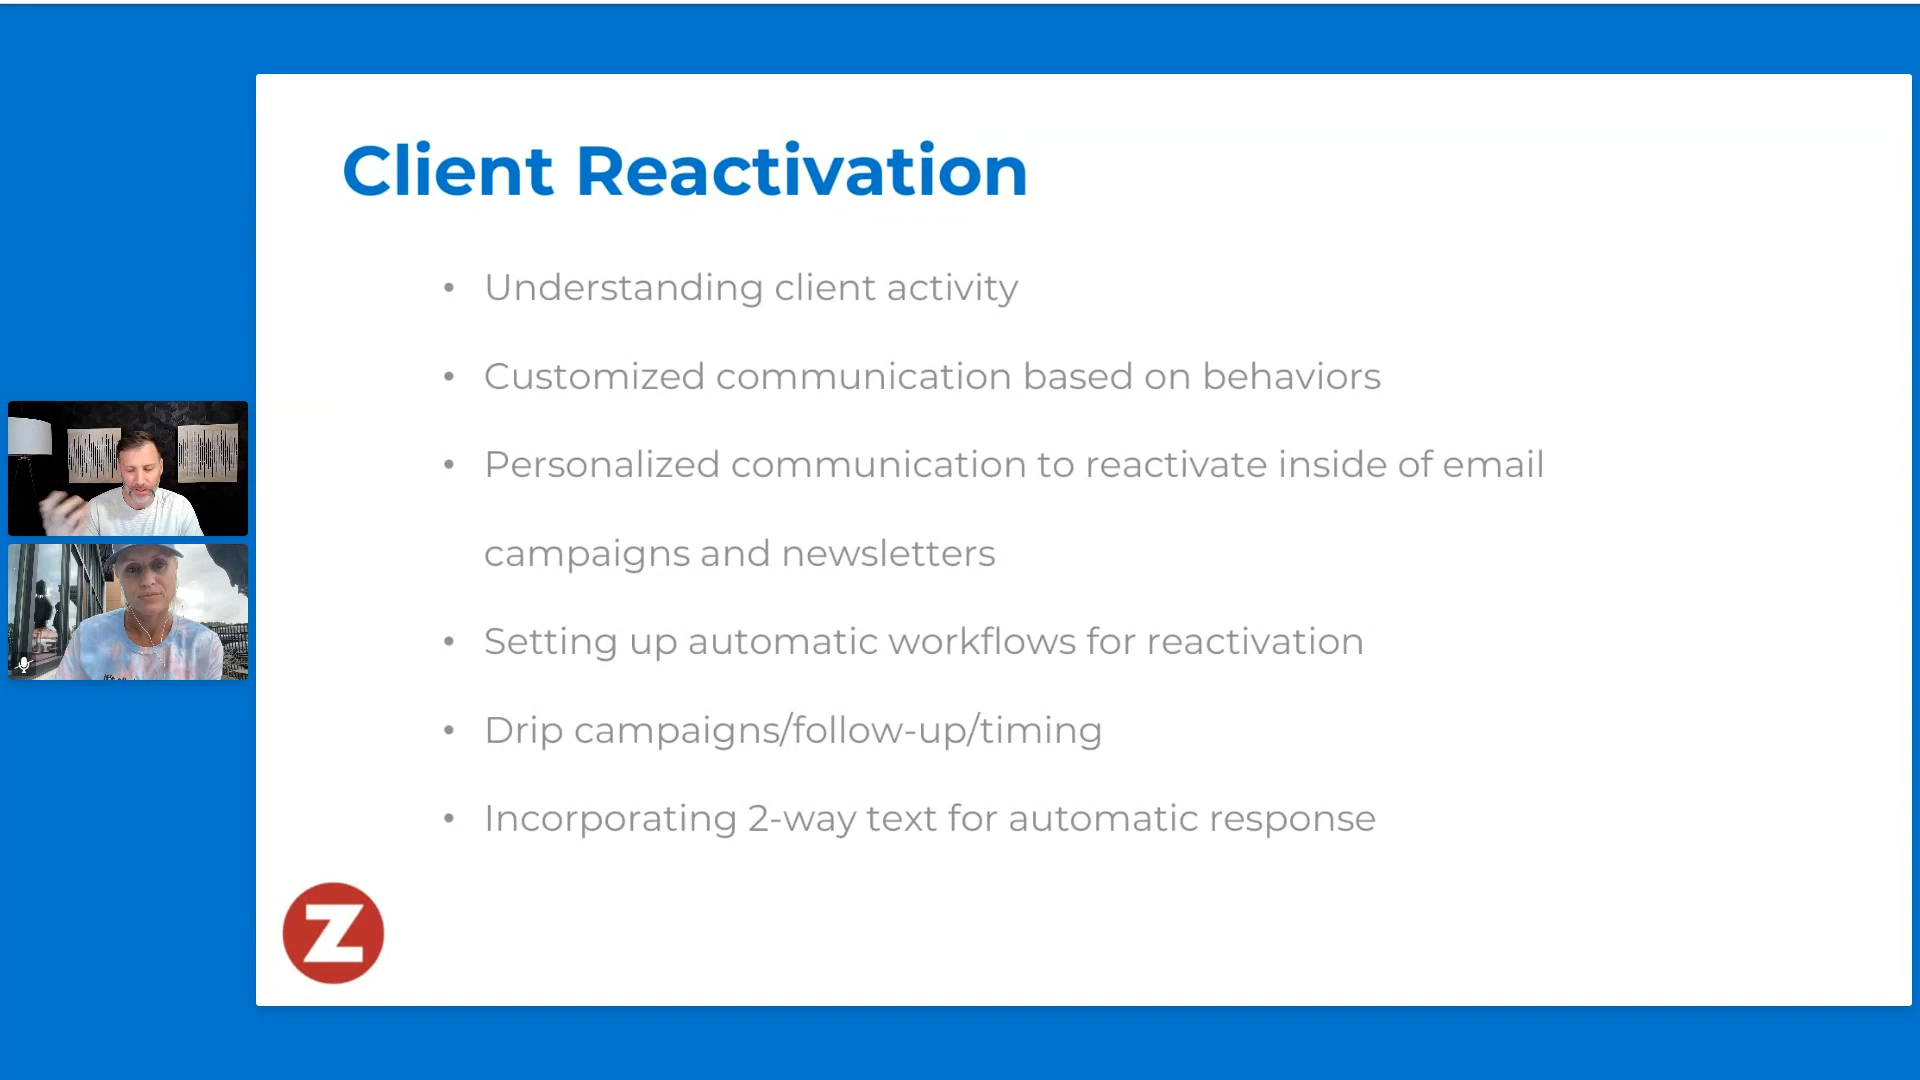 Client Reactivation
• Understanding client activity
• Customized communication based on behaviors
• Personalized communication to reactivate inside of email
campaigns and newsletters
• Setting up automatic workflows for reactivation
• Drip campaigns/follow-up/timing
• Incorporating 2-way text for automatic response
Z